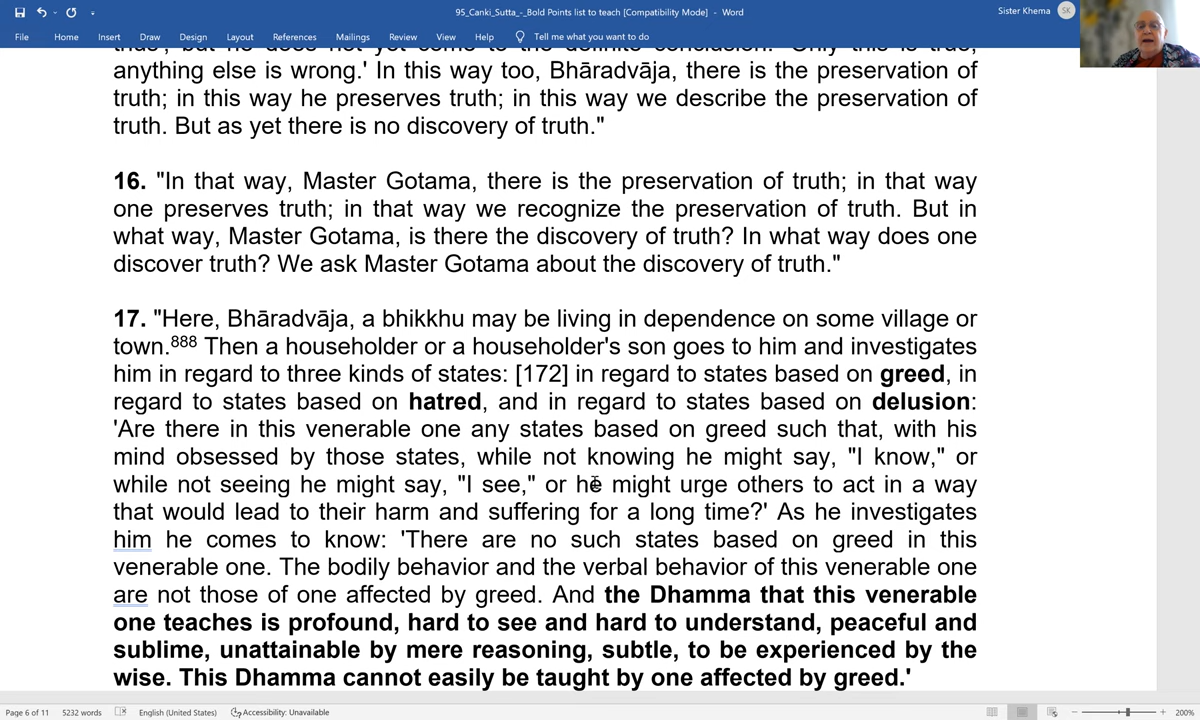 95_Canki_Sutta_-_Bold Points list to teach [Compatibility Mode] - Word
Sister Khema SK
File Home Insert Draw Design Layout References Mailings Review View Help Tell me what you want to do
thus'; but he does not yet come to the definite conclusion: 'Only this is true,
anything else is wrong.' In this way too, Bhāradvāja, there is the preservation of
truth; in this way he preserves truth; in this way we describe the preservation of
truth. But as yet there is no discovery of truth."
16. "In that way, Master Gotama, there is the preservation of truth; in that way
one preserves truth; in that way we recognize the preservation of truth. But in
what way, Master Gotama, is there the discovery of truth? In what way does one
discover truth? We ask Master Gotama about the discovery of truth."
17. "Here, Bhāradvāja, a bhikkhu may be living in dependence on some village or
town.888 Then a householder or a householder's son goes to him and investigates
him in regard to three kinds of states: [172] in regard to states based on greed, in
regard to states based on hatred, and in regard to states based on delusion:
'Are there in this venerable one any states based on greed such that, with his
mind obsessed by those states, while not knowing he might say, "I know," or
while not seeing he might say, "I see," or he might urge others to act in a way
that would lead to their harm and suffering for a long time?' As he investigates
him he comes to know: 'There are no such states based on greed in this
venerable one. The bodily behavior and the verbal behavior of this venerable one
are not those of one affected by greed. And the Dhamma that this venerable
one teaches is profound, hard to see and hard to understand, peaceful and
sublime, unattainable by mere reasoning, subtle, to be experienced by the
wise. This Dhamma cannot easily be taught by one affected by greed.'
Page 6 of 11 5232 words English (United States) Accessibility: Unavailable 200%